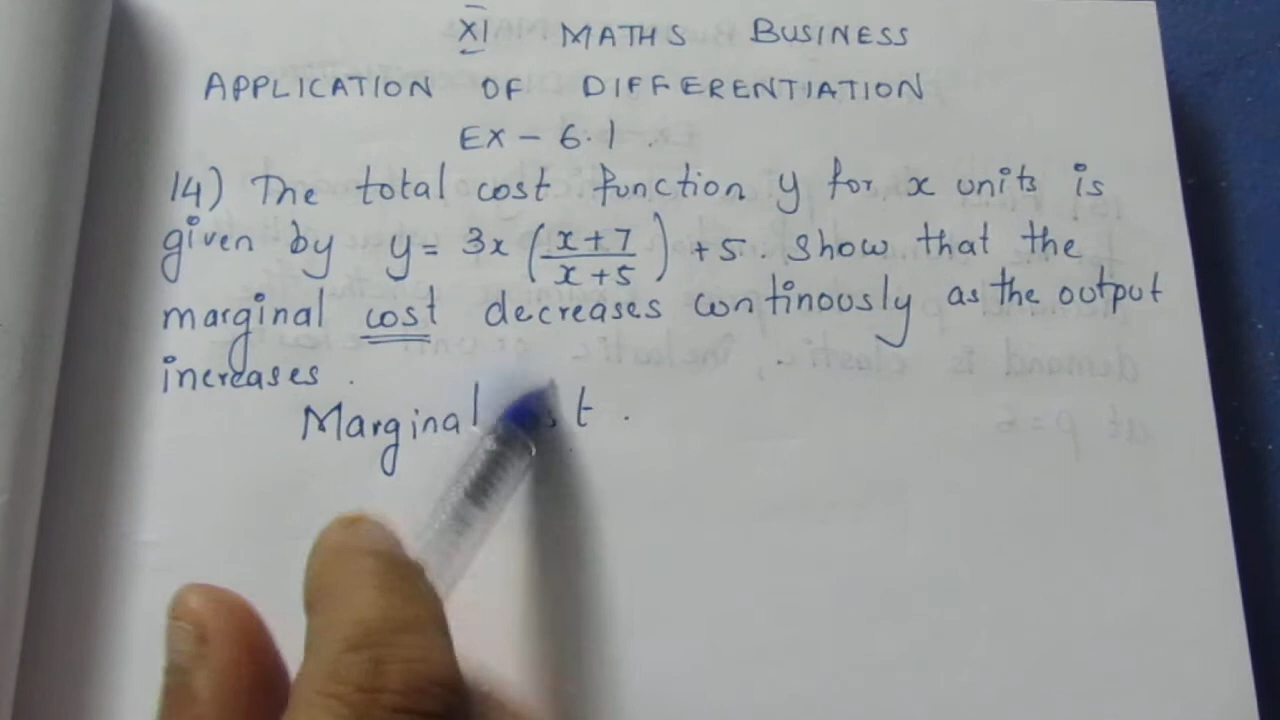 XI MATHS BUSINESS
APPLICATION OF DIFFERENTIATION
EX - 6.1.
14) The total cost function y for x units is
given by y = 3x (x+7/x+5) +5. Show that the
marginal cost decreases continously as the output
increases.
Marginal